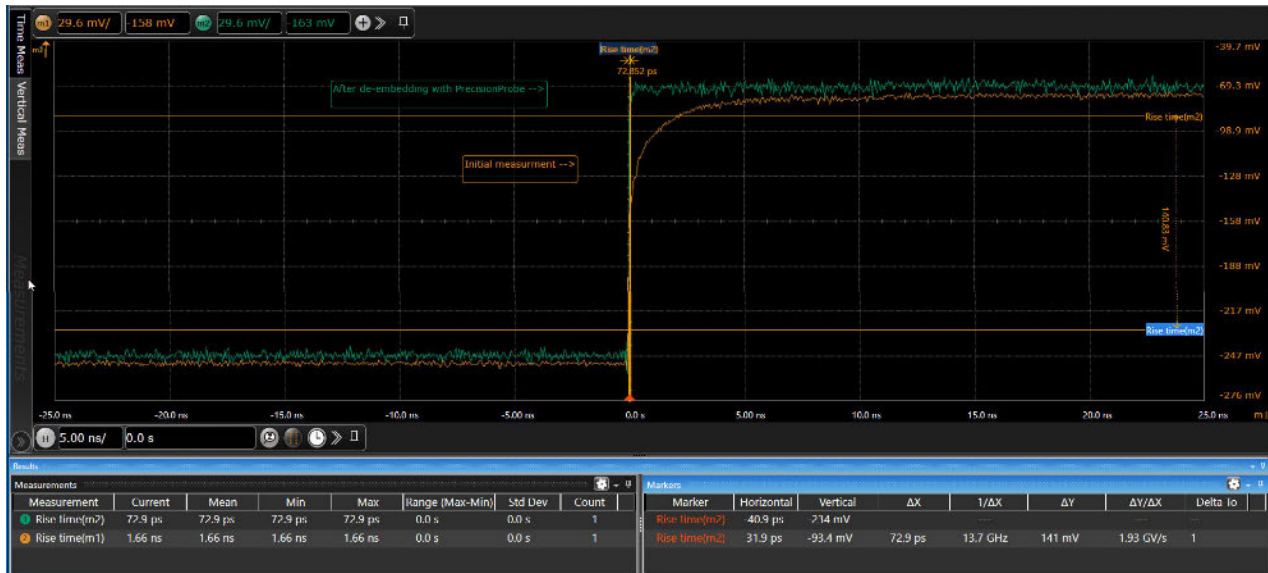 Time Meas
Vertical Meas
Measurements
m1 29.6 mV/ -158 mV m2 29.6 mV/ -163 mV
Rise time(m2)
72.852 ps
After de-embedding with PrecisionProbe -->
Initial measurment -->
-39.7 mV
-69.3 mV
Rise time(m2)
-98.9 mV
-128 mV
-158 mV
140.83 mV
-188 mV
-217 mV
Rise time(m2)
-247 mV
-276 mV
-25.0 ns -20.0 ns -15.0 ns -10.0 ns -5.00 ns 0.0 s 5.00 ns 10.0 ns 15.0 ns 20.0 ns 25.0 ns
5.00 ns/ 0.0 s
Results
Measurements
Measurement Current Mean Min Max Range (Max-Min) Std Dev Count
1 Rise time(m2) 72.9 ps 72.9 ps 72.9 ps 72.9 ps 0.0 s 0.0 s 1
2 Rise time(m1) 1.66 ns 1.66 ns 1.66 ns 1.66 ns 0.0 s 0.0 s 1
Markers
Marker Horizontal Vertical ΔX 1/ΔX ΔY ΔY/ΔX Delta To
Rise time(m2) -40.9 ps -234 mV
Rise time(m2) 31.9 ps -93.4 mV 72.9 ps 13.7 GHz 141 mV 1.93 GV/s 1